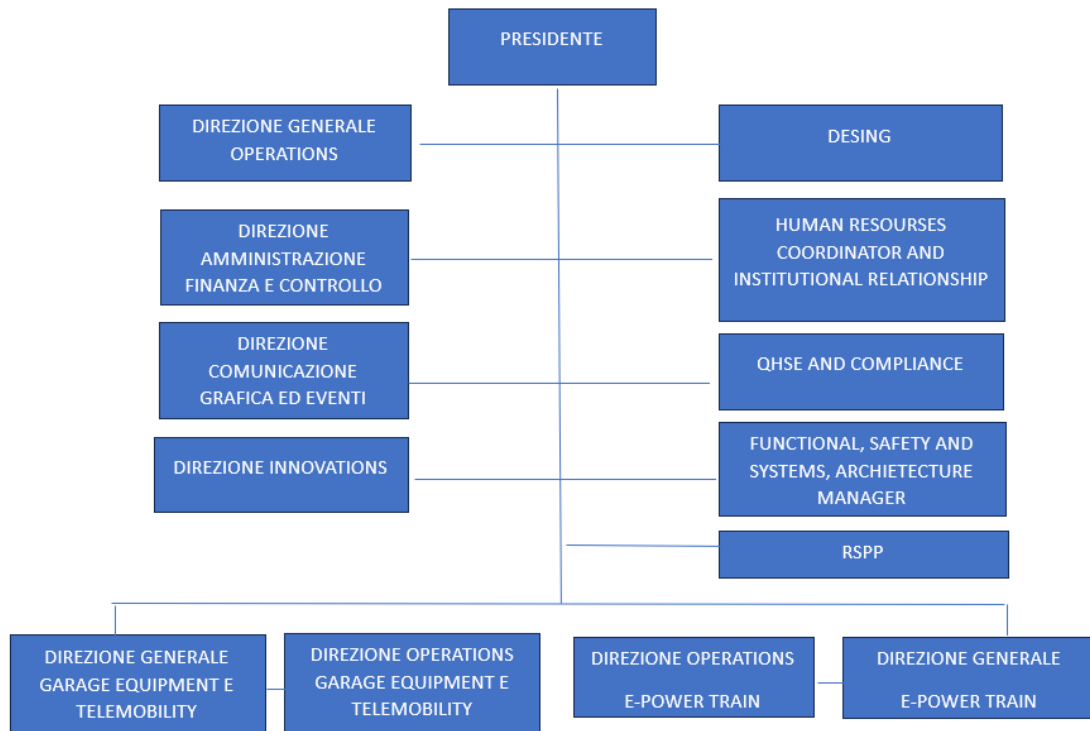 PRESIDENTE
DIREZIONE GENERALE
OPERATIONS
DESING
DIREZIONE
AMMINISTRAZIONE
FINANZA E CONTROLLO
HUMAN RESOURSES
COORDINATOR AND
INSTITUTIONAL RELATIONSHIP
DIREZIONE
COMUNICAZIONE
GRAFICA ED EVENTI
QHSE AND COMPLIANCE
DIREZIONE INNOVATIONS
FUNCTIONAL, SAFETY AND
SYSTEMS, ARCHIETECTURE
MANAGER
RSPP
DIREZIONE GENERALE
GARAGE EQUIPMENT E
TELEMOBILITY
DIREZIONE OPERATIONS
GARAGE EQUIPMENT E
TELEMOBILITY
DIREZIONE OPERATIONS
E-POWER TRAIN
DIREZIONE GENERALE
E-POWER TRAIN